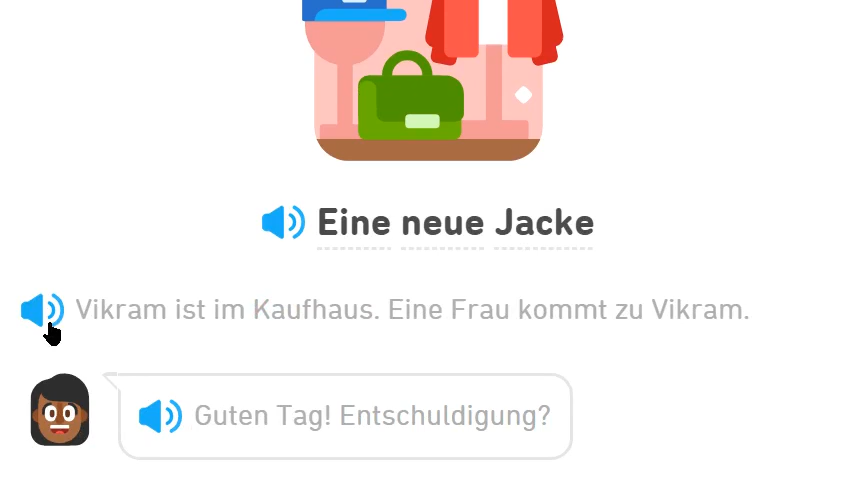 Eine neue Jacke
Vikram ist im Kaufhaus. Eine Frau kommt zu Vikram.
Guten Tag! Entschuldigung?